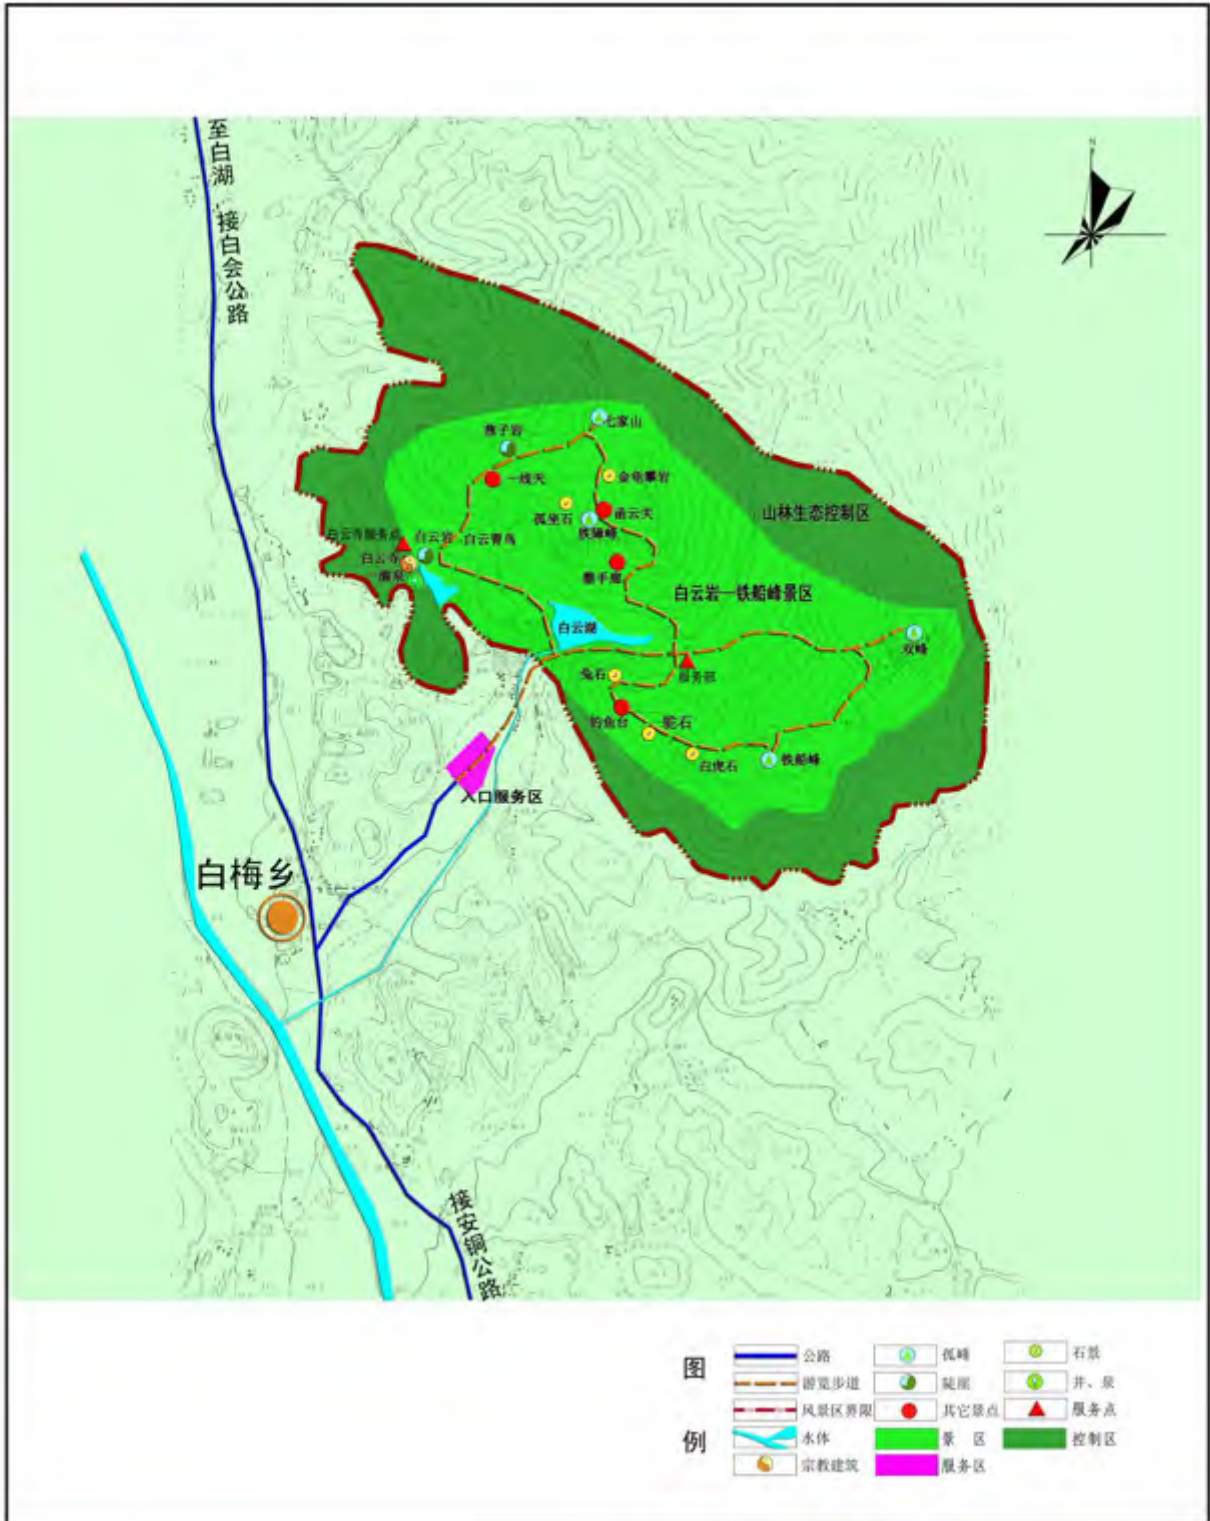 N
至白湖
接白会公路
七家山
燕子岩
一线天
金龟攀岩
孤坐石
铁障峰
山林生态控制区
白云寺服务点
白云岩
白云青鸟
白云寺
白云岩—铁船峰景区
白云湖
双峰
兔石
服务部
钓鱼台
驼石
白虎石
铁船峰
入口服务区
白梅乡
接安铜公路
图例
公路
孤峰
石景
游览步道
陡崖
井、泉
风景区界限
其它景点
服务点
水体
景 区
控制区
宗教建筑
服务区